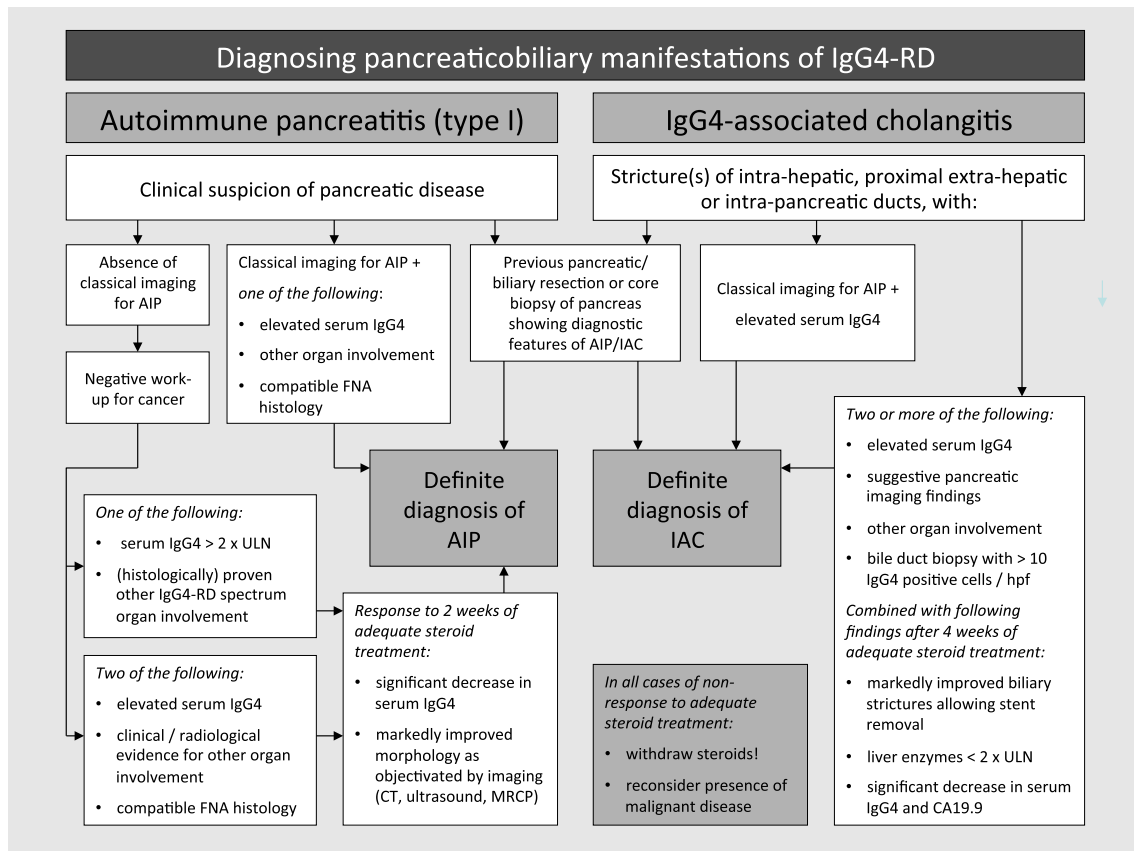 Diagnosing pancreaticobiliary manifestations of IgG4-RD
Autoimmune pancreatitis (type I)
Clinical suspicion of pancreatic disease
Absence of
classical imaging
for AIP
Negative work-
up for cancer
Classical imaging for AIP +
one of the following:
• elevated serum IgG4
• other organ involvement
• compatible FNA
histology
Previous pancreatic/
biliary resection or core
biopsy of pancreas
showing diagnostic
features of AIP/IAC
Definite
diagnosis of
AIP
One of the following:
• serum IgG4 > 2 x ULN
• (histologically) proven
other IgG4-RD spectrum
organ involvement
Two of the following:
• elevated serum IgG4
• clinical / radiological
evidence for other organ
involvement
• compatible FNA histology
Response to 2 weeks of
adequate steroid
treatment:
• significant decrease in
serum IgG4
• markedly improved
morphology as
objectivated by imaging
(CT, ultrasound, MRCP)
IgG4-associated cholangitis
Stricture(s) of intra-hepatic, proximal extra-hepatic
or intra-pancreatic ducts, with:
Classical imaging for AIP +
elevated serum IgG4
Definite
diagnosis of
IAC
Two or more of the following:
• elevated serum IgG4
• suggestive pancreatic
imaging findings
• other organ involvement
• bile duct biopsy with > 10
IgG4 positive cells / hpf
Combined with following
findings after 4 weeks of
adequate steroid treatment:
• markedly improved biliary
strictures allowing stent
removal
• liver enzymes < 2 x ULN
• significant decrease in serum
IgG4 and CA19.9
In all cases of non-
response to adequate
steroid treatment:
• withdraw steroids!
• reconsider presence of
malignant disease